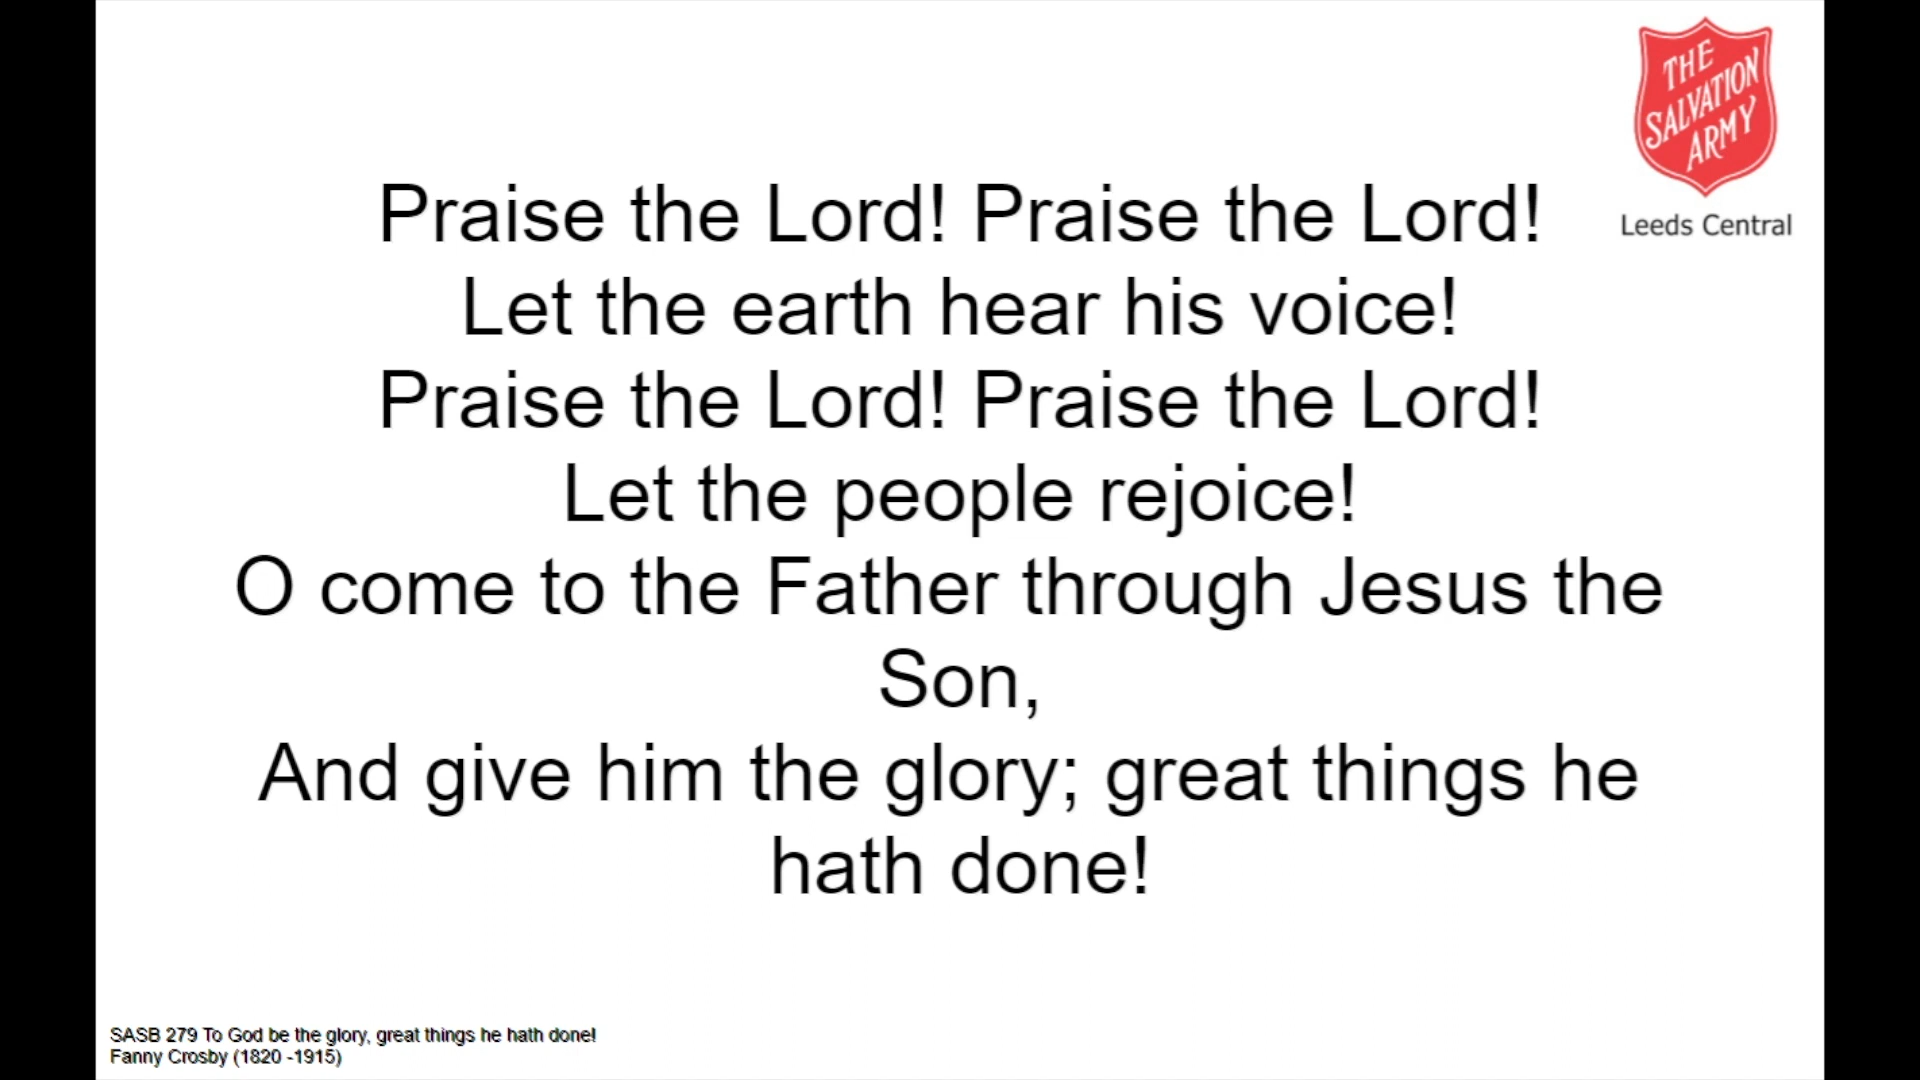 THE
SALVATION
ARMY
Leeds Central
Praise the Lord! Praise the Lord!
Let the earth hear his voice!
Praise the Lord! Praise the Lord!
Let the people rejoice!
O come to the Father through Jesus the
Son,
And give him the glory; great things he
hath done!
SASB 279 To God be the glory, great things he hath done!
Fanny Crosby (1820 -1915)